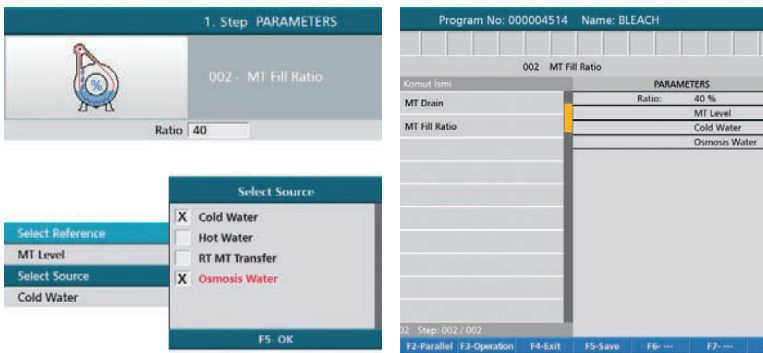 1. Step PARAMETERS
%
002 - MT Fill Ratio
Ratio 40
Select Source
X Cold Water
Hot Water
RT MT Transfer
X Osmosis Water
F5- OK
Select Reference
MT Level
Select Source
Cold Water
Program No: 000004514 Name: BLEACH
002 MT Fill Ratio
Komut Ismi
PARAMETERS
MT Drain
MT Fill Ratio
Ratio: 40 %
MT Level
Cold Water
Osmosis Water
02 Step: 002 / 002
F2-Parallel F3-Operation F4-Exit F5-Save F6- --- F7- ---